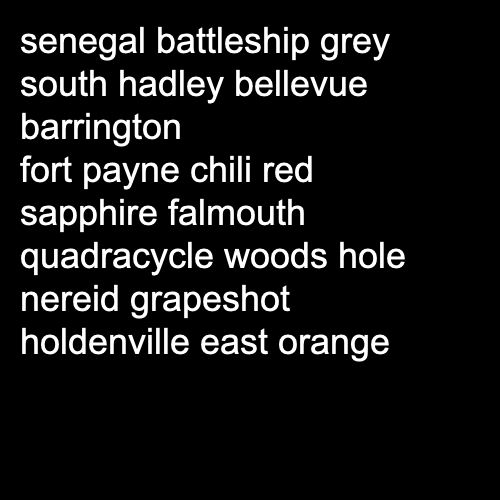 senegal battleship grey
south hadley bellevue
barrington
fort payne chili red
sapphire falmouth
quadracycle woods hole
nereid grapeshot
holdenville east orange